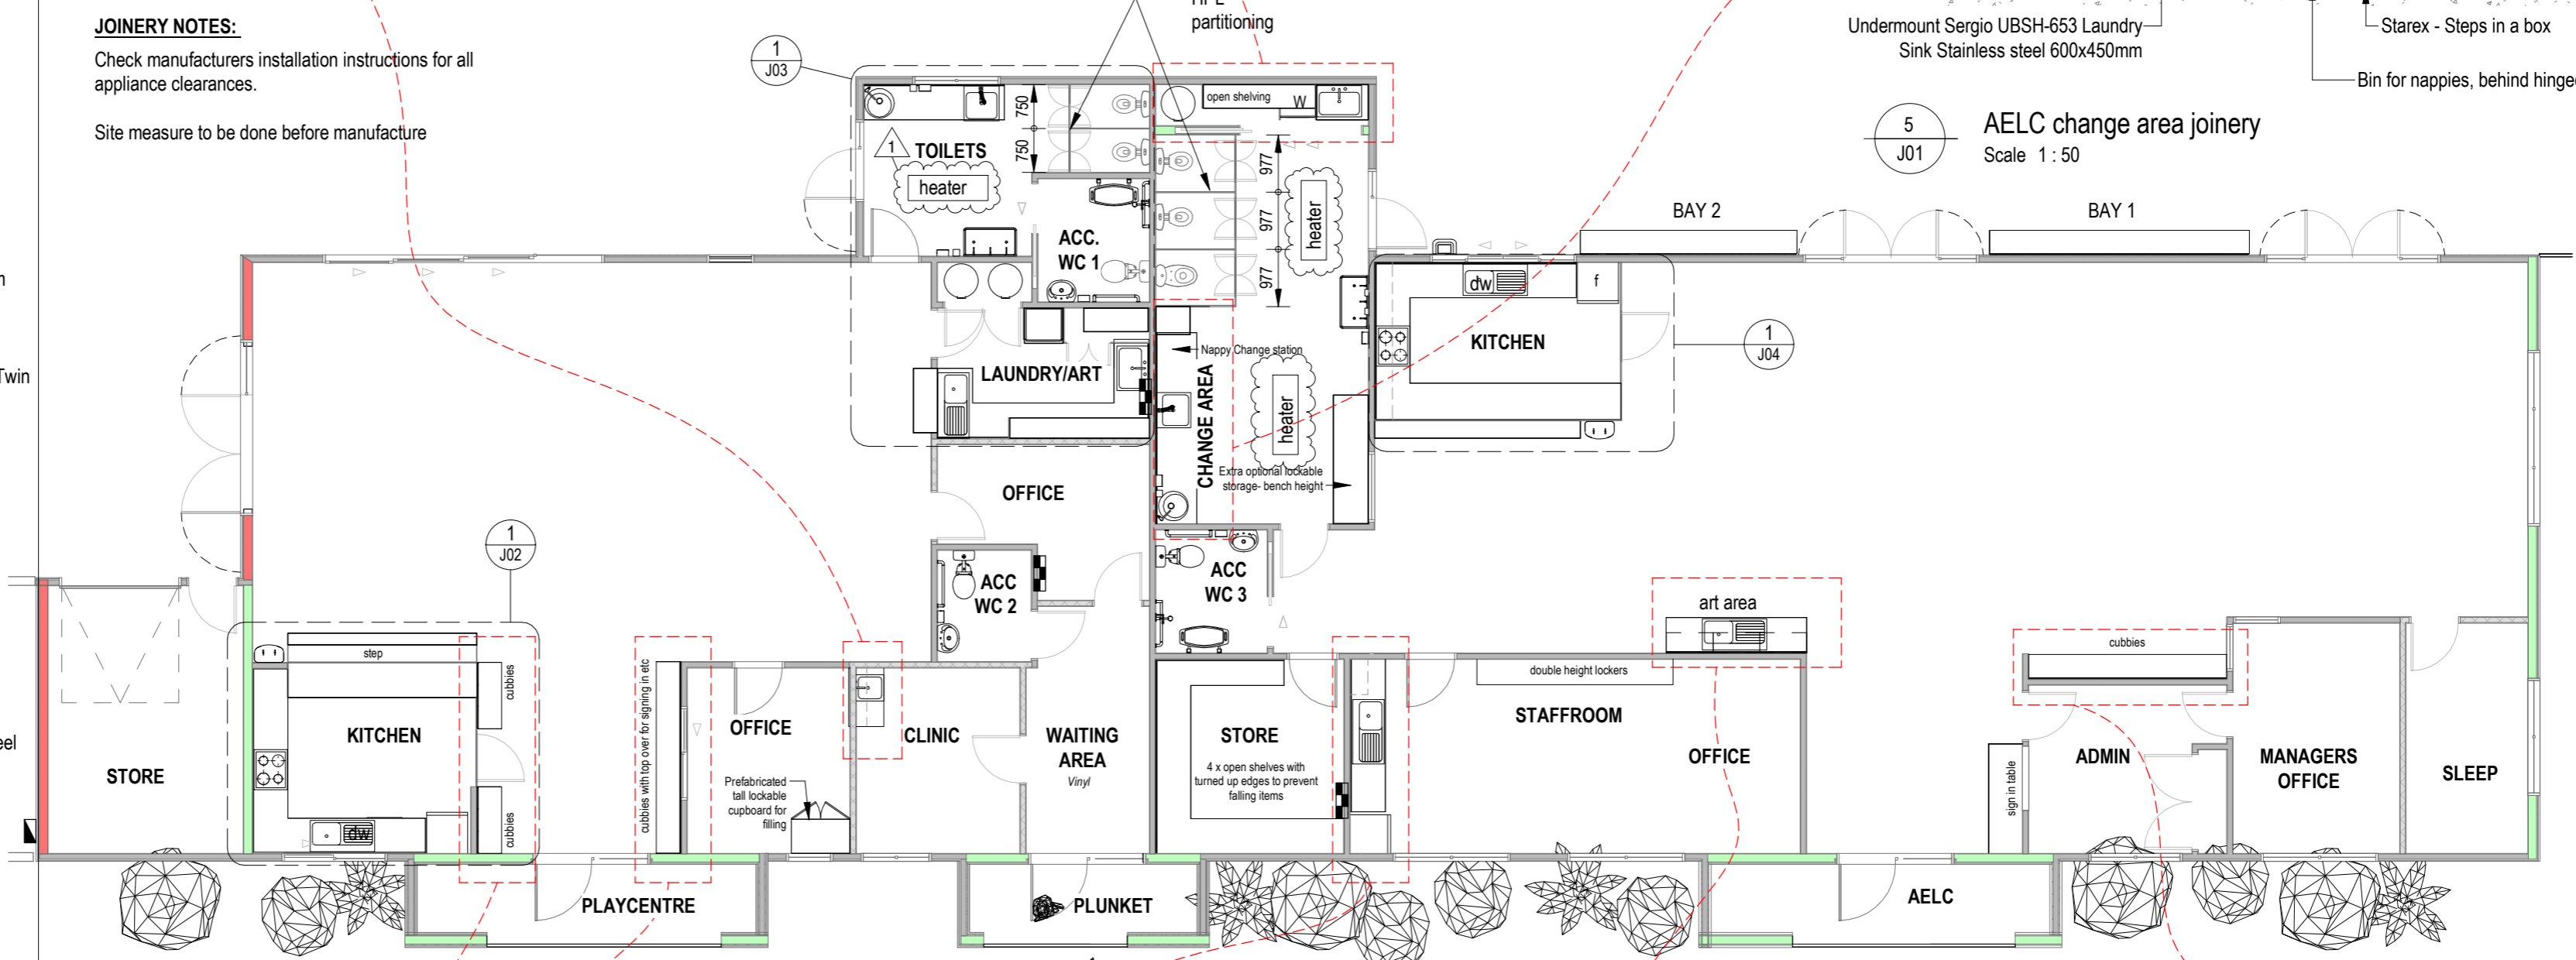 JOINERY NOTES:
Check manufacturers installation instructions for all
appliance clearances.
Site measure to be done before manufacture
partitioning
Undermount Sergio UBSH-653 Laundry
Sink Stainless steel 600x450mm
Starex - Steps in a box
Bin for nappies, behind hinged
5
J01
AELC change area joinery
Scale 1 : 50
1
J03
750
750
1
TOILETS
heater
open shelving
W
977
977
977
heater
ACC.
WC 1
BAY 2
BAY 1
dw
f
KITCHEN
1
J04
Nappy Change station
LAUNDRY/ART
CHANGE AREA
heater
Extra optional lockable
storage- bench height
Twin
OFFICE
1
J02
ACC
WC 2
ACC
WC 3
art area
step
cubbies
cubbies
cubbies with top over for signing in etc
KITCHEN
dw
STORE
OFFICE
Prefabricated
tall lockable
cupboard for
filling
CLINIC
WAITING
AREA
Vinyl
STORE
4 x open shelves with
turned up edges to prevent
falling items
double height lockers
STAFFROOM
OFFICE
cubbies
sign in table
ADMIN
MANAGERS
OFFICE
SLEEP
PLAYCENTRE
PLUNKET
AELC